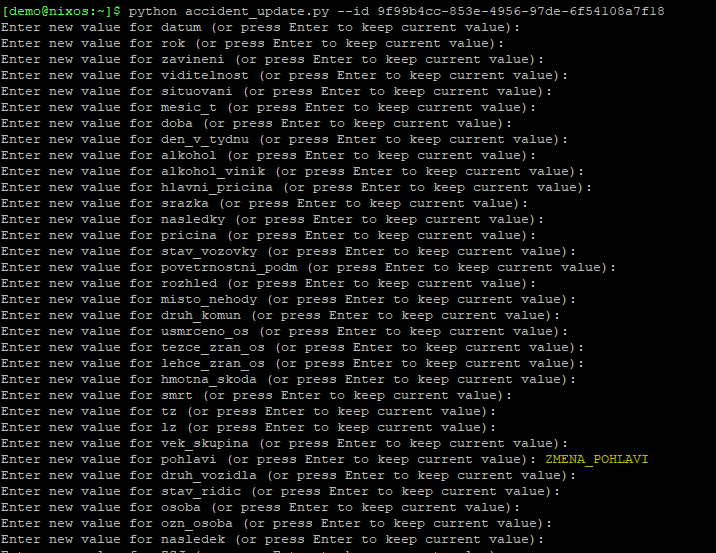 [demo@nixos:~]$ python accident_update.py --id 9f99b4cc-853e-4956-97de-6f54108a7f18
Enter new value for datum (or press Enter to keep current value):
Enter new value for rok (or press Enter to keep current value):
Enter new value for zavineni (or press Enter to keep current value):
Enter new value for viditelnost (or press Enter to keep current value):
Enter new value for situovani (or press Enter to keep current value):
Enter new value for mesic_t (or press Enter to keep current value):
Enter new value for doba (or press Enter to keep current value):
Enter new value for den_v_tydnu (or press Enter to keep current value):
Enter new value for alkohol (or press Enter to keep current value):
Enter new value for alkohol_vinik (or press Enter to keep current value):
Enter new value for hlavni_pricina (or press Enter to keep current value):
Enter new value for srazka (or press Enter to keep current value):
Enter new value for nasledky (or press Enter to keep current value):
Enter new value for pricina (or press Enter to keep current value):
Enter new value for stav_vozovky (or press Enter to keep current value):
Enter new value for povetrnostni_podm (or press Enter to keep current value):
Enter new value for rozhled (or press Enter to keep current value):
Enter new value for misto_nehody (or press Enter to keep current value):
Enter new value for druh_komun (or press Enter to keep current value):
Enter new value for usmrceno_os (or press Enter to keep current value):
Enter new value for tezce_zran_os (or press Enter to keep current value):
Enter new value for lehce_zran_os (or press Enter to keep current value):
Enter new value for hmotna_skoda (or press Enter to keep current value):
Enter new value for smrt (or press Enter to keep current value):
Enter new value for tz (or press Enter to keep current value):
Enter new value for lz (or press Enter to keep current value):
Enter new value for vek_skupina (or press Enter to keep current value):
Enter new value for pohlavi (or press Enter to keep current value): ZMENA_POHLAVI
Enter new value for druh_vozidla (or press Enter to keep current value):
Enter new value for stav_ridic (or press Enter to keep current value):
Enter new value for osoba (or press Enter to keep current value):
Enter new value for ozn_osoba (or press Enter to keep current value):
Enter new value for nasledek (or press Enter to keep current value):